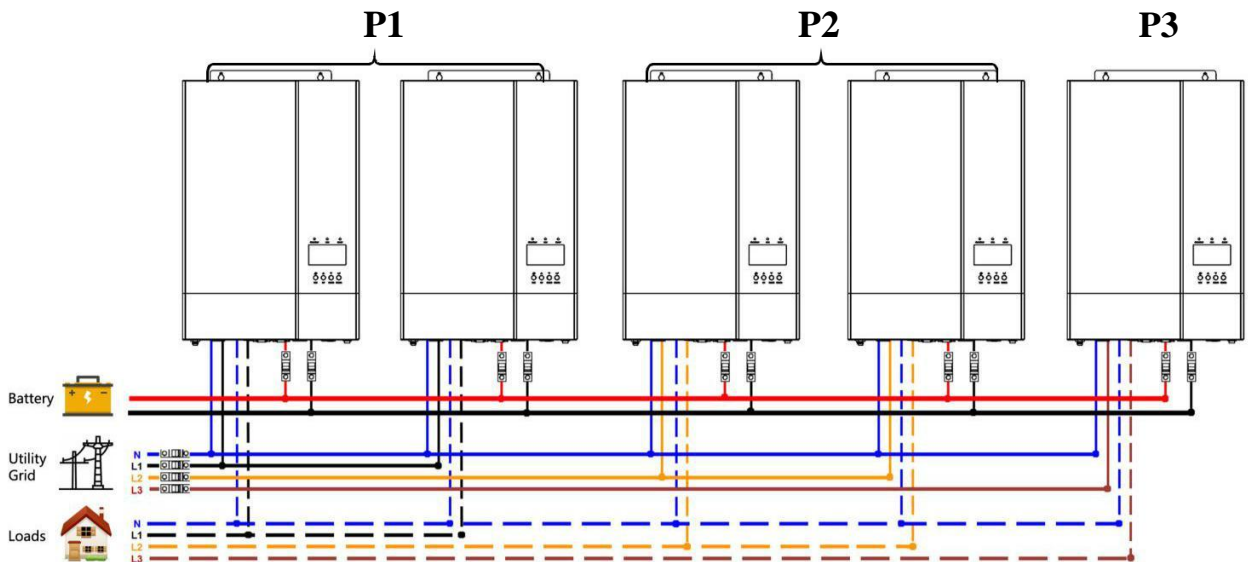 P1
P2
P3
Battery
+ -
Utility
Grid
N
L1
L2
L3
Loads
N
L1
L2
L3